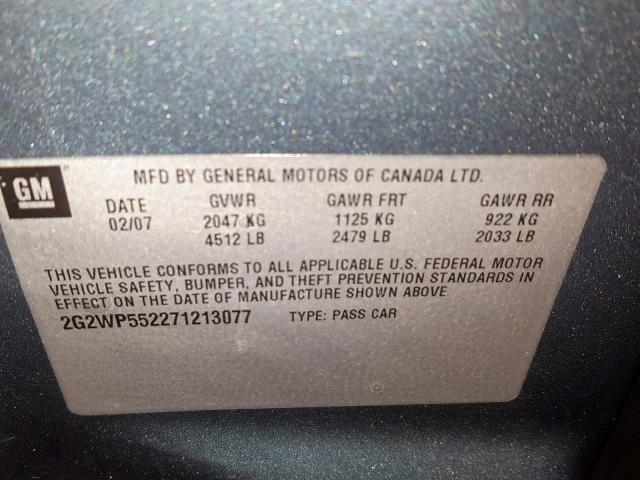 GM
MFD BY GENERAL MOTORS OF CANADA LTD.
DATE GVWR GAWR FRT GAWR RR
02/07 2047 KG 1125 KG 922 KG
4512 LB 2479 LB 2033 LB
THIS VEHICLE CONFORMS TO ALL APPLICABLE U.S. FEDERAL MOTOR
VEHICLE SAFETY, BUMPER, AND THEFT PREVENTION STANDARDS IN
EFFECT ON THE DATE OF MANUFACTURE SHOWN ABOVE
2G2WP552271213077 TYPE: PASS CAR